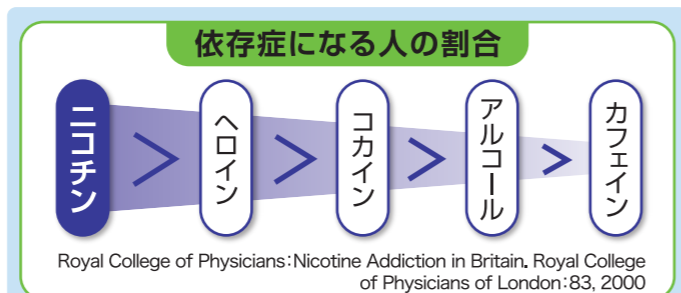 依存症になる人の割合
ニコチン > ヘロイン > コカイン > アルコール > カフェイン
Royal College of Physicians:Nicotine Addiction in Britain. Royal College
of Physicians of London:83, 2000